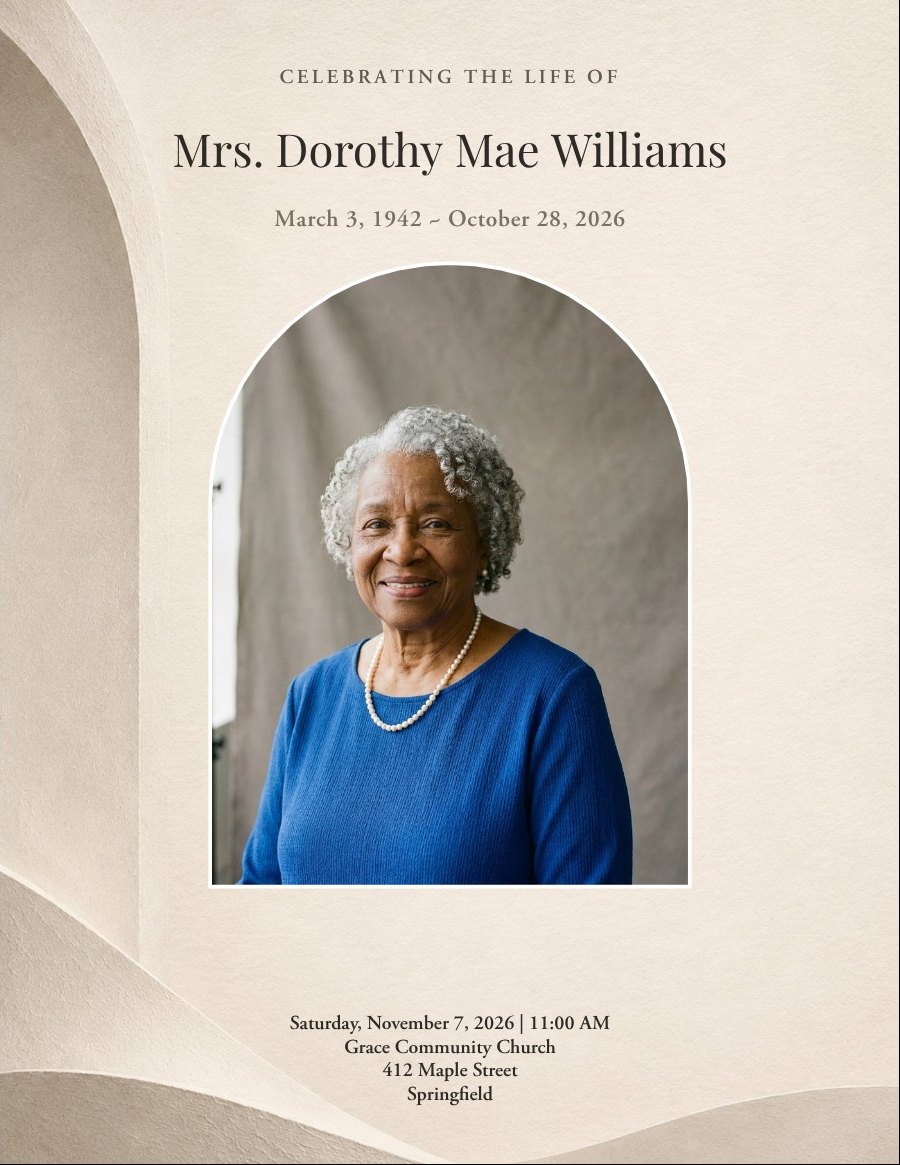 CELEBRATING THE LIFE OF
Mrs. Dorothy Mae Williams
March 3, 1942 ~ October 28, 2026
Saturday, November 7, 2026 | 11:00 AM
Grace Community Church
412 Maple Street
Springfield